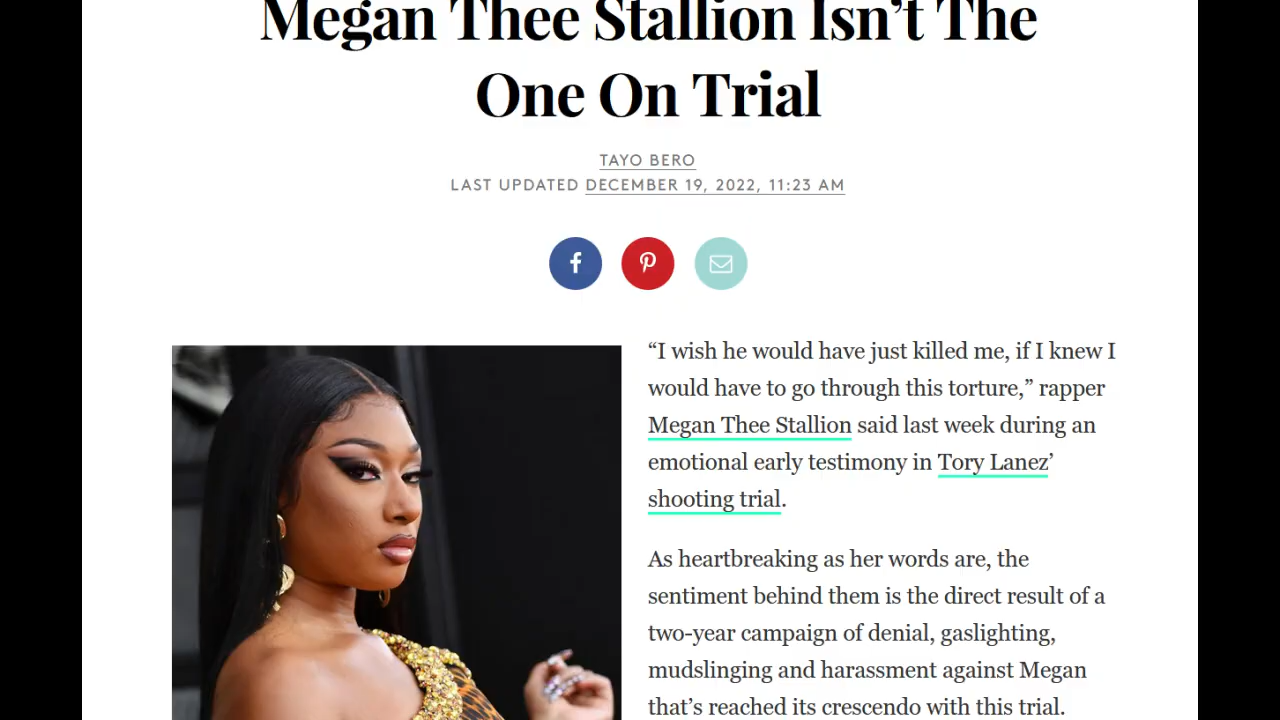 Megan Thee Stallion Isn’t The
One On Trial
TAYO BERO
LAST UPDATED DECEMBER 19, 2022, 11:23 AM
“I wish he would have just killed me, if I knew I
would have to go through this torture,” rapper
Megan Thee Stallion said last week during an
emotional early testimony in Tory Lanez’
shooting trial.
As heartbreaking as her words are, the
sentiment behind them is the direct result of a
two-year campaign of denial, gaslighting,
mudslinging and harassment against Megan
that’s reached its crescendo with this trial.